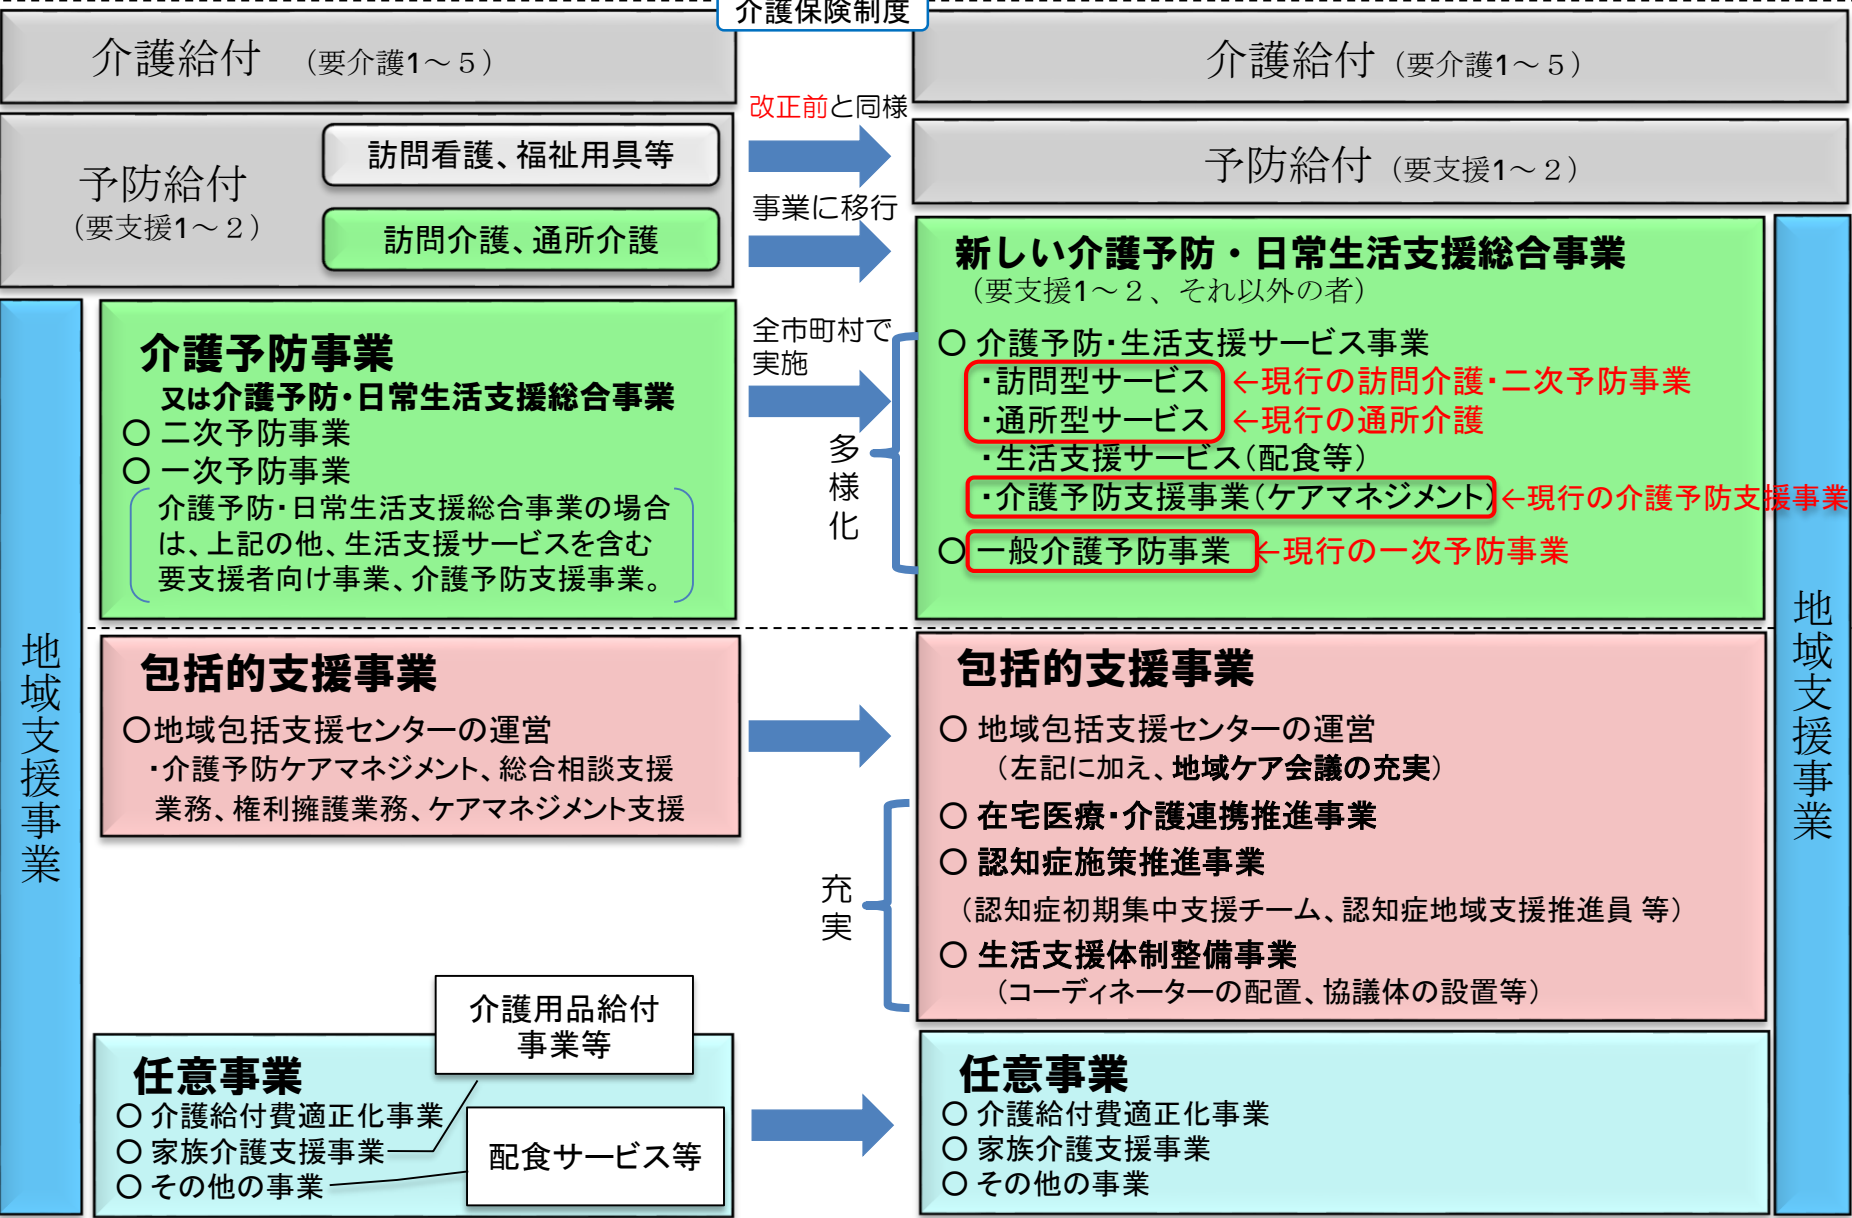 介護保険制度
介護給付 （要介護1～５）
予防給付
（要支援1～２）
訪問看護、福祉用具等
訪問介護、通所介護
地域支援事業
介護予防事業
又は介護予防・日常生活支援総合事業
○ 二次予防事業
○ 一次予防事業
介護予防・日常生活支援総合事業の場合
は、上記の他、生活支援サービスを含む
要支援者向け事業、介護予防支援事業。
包括的支援事業
○地域包括支援センターの運営
・介護予防ケアマネジメント、総合相談支援
業務、権利擁護業務、ケアマネジメント支援
介護用品給付
事業等
任意事業
○ 介護給付費適正化事業
○ 家族介護支援事業
○ その他の事業
配食サービス等
改正前と同様
事業に移行
全市町村で
実施
多様化
充実
介護給付（要介護1～５）
予防給付（要支援1～２）
新しい介護予防・日常生活支援総合事業
（要支援1～２、それ以外の者）
○ 介護予防・生活支援サービス事業
・訪問型サービス ←現行の訪問介護・二次予防事業
・通所型サービス ←現行の通所介護
・生活支援サービス（配食等）
・介護予防支援事業（ケアマネジメント） ←現行の介護予防支援事業
○ 一般介護予防事業 ←現行の一次予防事業
包括的支援事業
○ 地域包括支援センターの運営
（左記に加え、地域ケア会議の充実）
○ 在宅医療・介護連携推進事業
○ 認知症施策推進事業
（認知症初期集中支援チーム、認知症地域支援推進員 等）
○ 生活支援体制整備事業
（コーディネーターの配置、協議体の設置等）
任意事業
○ 介護給付費適正化事業
○ 家族介護支援事業
○ その他の事業
地域支援事業